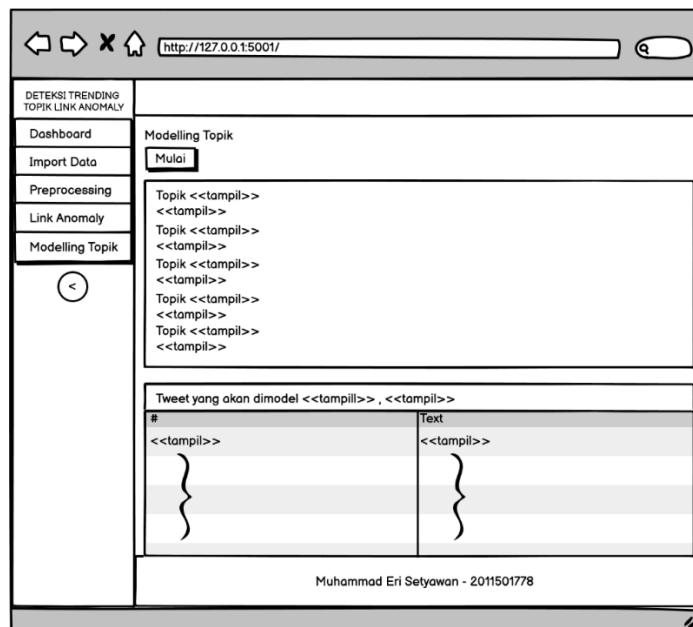 http://127.0.0.1:5001/
DETEKSI TRENDING
TOPIK LINK ANOMALY
Dashboard
Import Data
Preprocessing
Link Anomaly
Modelling Topik
<
Modelling Topik
Mulai
Topik <<tampil>>
<<tampil>>
Topik <<tampil>>
<<tampil>>
Topik <<tampil>>
<<tampil>>
Topik <<tampil>>
<<tampil>>
Topik <<tampil>>
<<tampil>>
Tweet yang akan dimodel <<tampill>> , <<tampil>>
# Text
<<tampil>> <<tampil>>
Muhammad Eri Setyawan - 2011501778